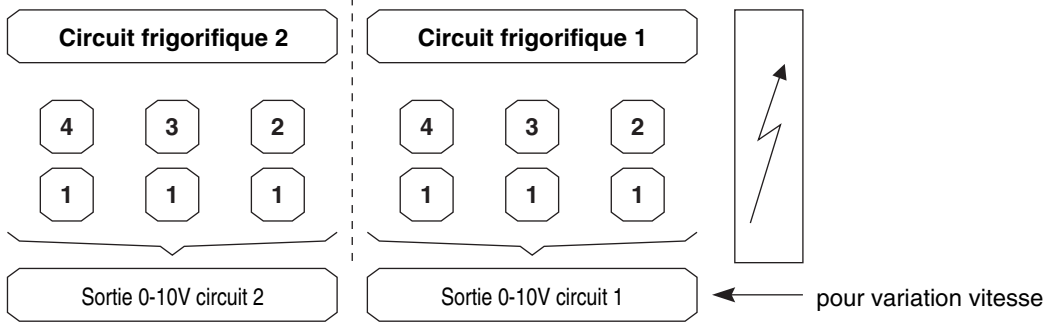 Circuit frigorifique 2 Circuit frigorifique 1
4 3 2 4 3 2
1 1 1 1 1 1
Sortie 0-10V circuit 2 Sortie 0-10V circuit 1 pour variation vitesse